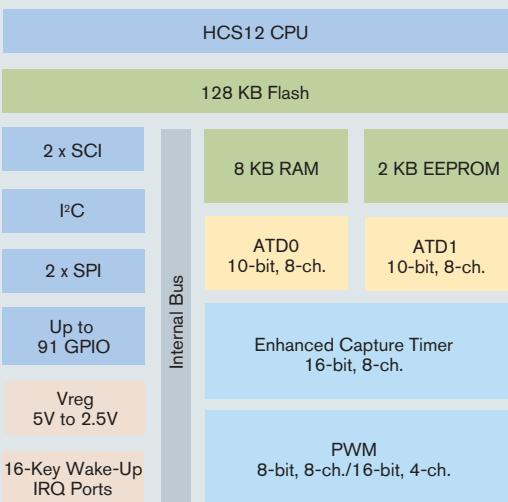 HCS12 CPU
128 KB Flash
2 x SCI
I²C
2 x SPI
Up to
91 GPIO
Vreg
5V to 2.5V
16-Key Wake-Up
IRQ Ports
Internal Bus
8 KB RAM
2 KB EEPROM
ATD0
10-bit, 8-ch.
ATD1
10-bit, 8-ch.
Enhanced Capture Timer
16-bit, 8-ch.
PWM
8-bit, 8-ch./16-bit, 4-ch.